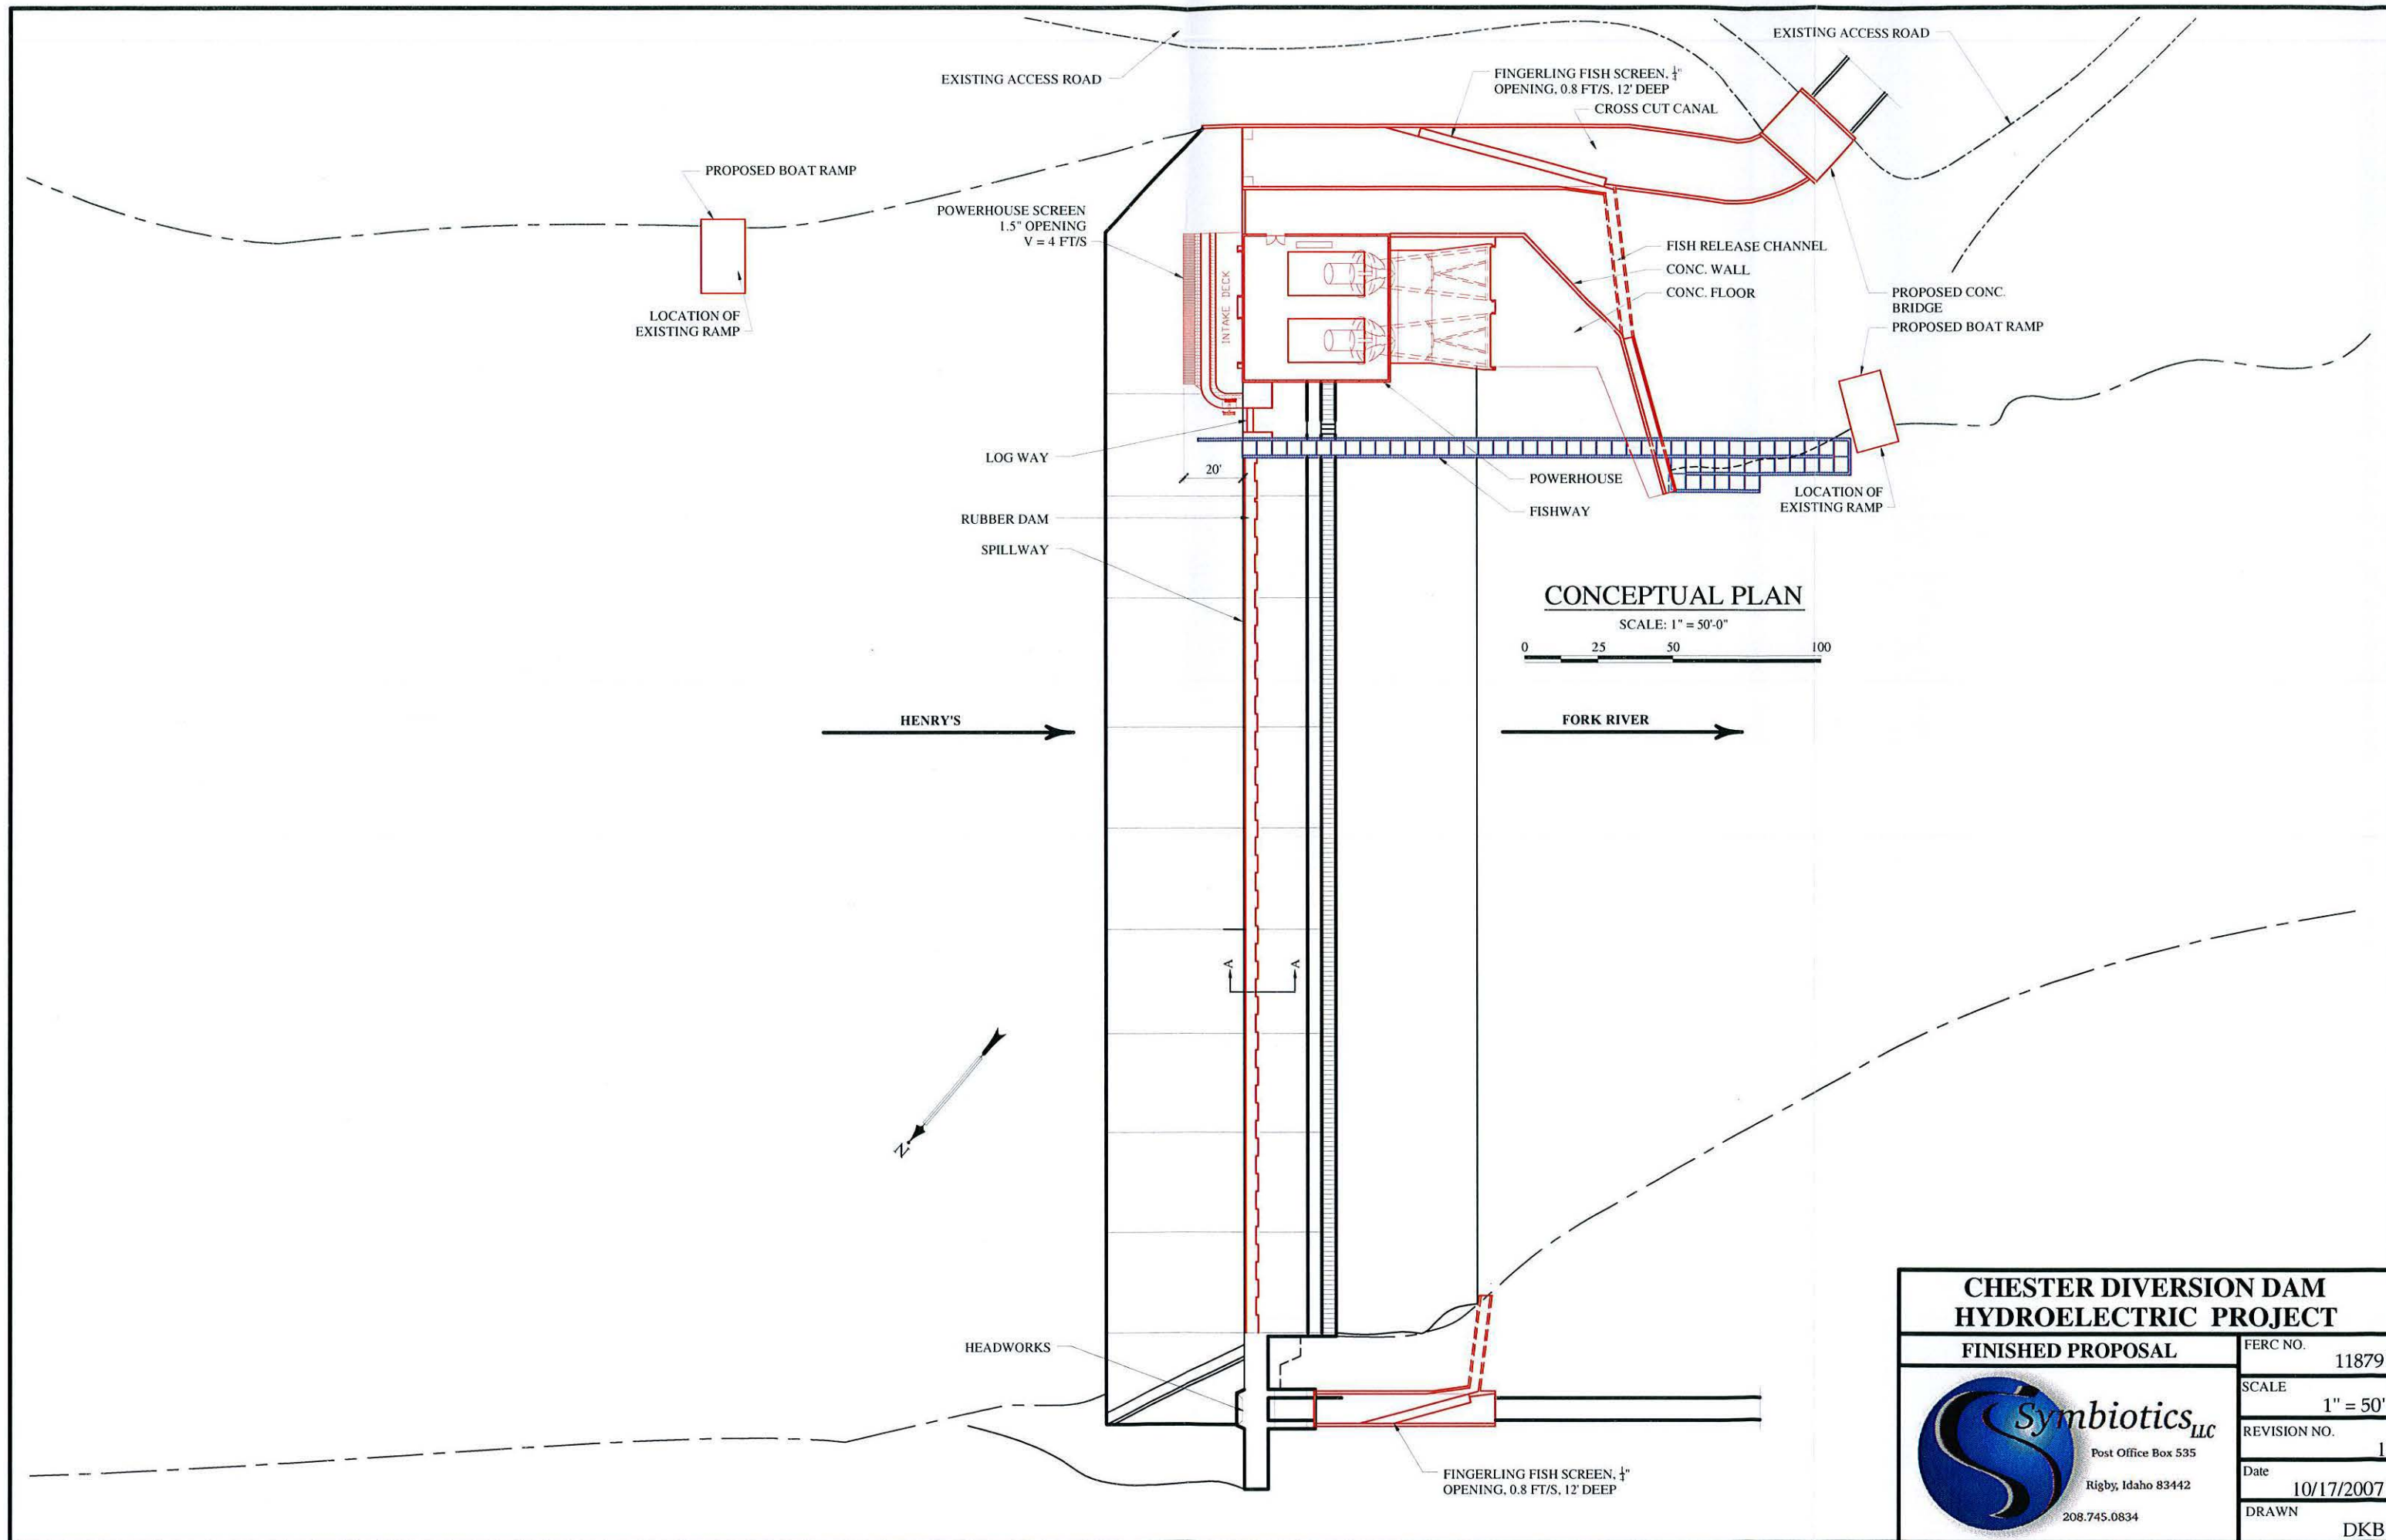 EXISTING ACCESS ROAD
EXISTING ACCESS ROAD
FINGERLING FISH SCREEN, ¼"
OPENING, 0.8 FT/S, 12' DEEP
CROSS CUT CANAL
PROPOSED BOAT RAMP
POWERHOUSE SCREEN
1.5" OPENING
V = 4 FT/S
INTAKE DECK
LOCATION OF
EXISTING RAMP
FISH RELEASE CHANNEL
CONC. WALL
CONC. FLOOR
PROPOSED CONC.
BRIDGE
PROPOSED BOAT RAMP
LOG WAY
20'
POWERHOUSE
FISHWAY
LOCATION OF
EXISTING RAMP
RUBBER DAM
SPILLWAY
CONCEPTUAL PLAN
SCALE: 1" = 50'-0"
0 25 50 100
HENRY'S
FORK RIVER
A A
N
HEADWORKS
FINGERLING FISH SCREEN, ¼"
OPENING, 0.8 FT/S, 12' DEEP
CHESTER DIVERSION DAM
HYDROELECTRIC PROJECT
FINISHED PROPOSAL
FERC NO.
11879
SCALE
1" = 50'
REVISION NO.
1
Date
10/17/2007
DRAWN
DKB
Symbiotics LLC
Post Office Box 535
Rigby, Idaho 83442
208.745.0834